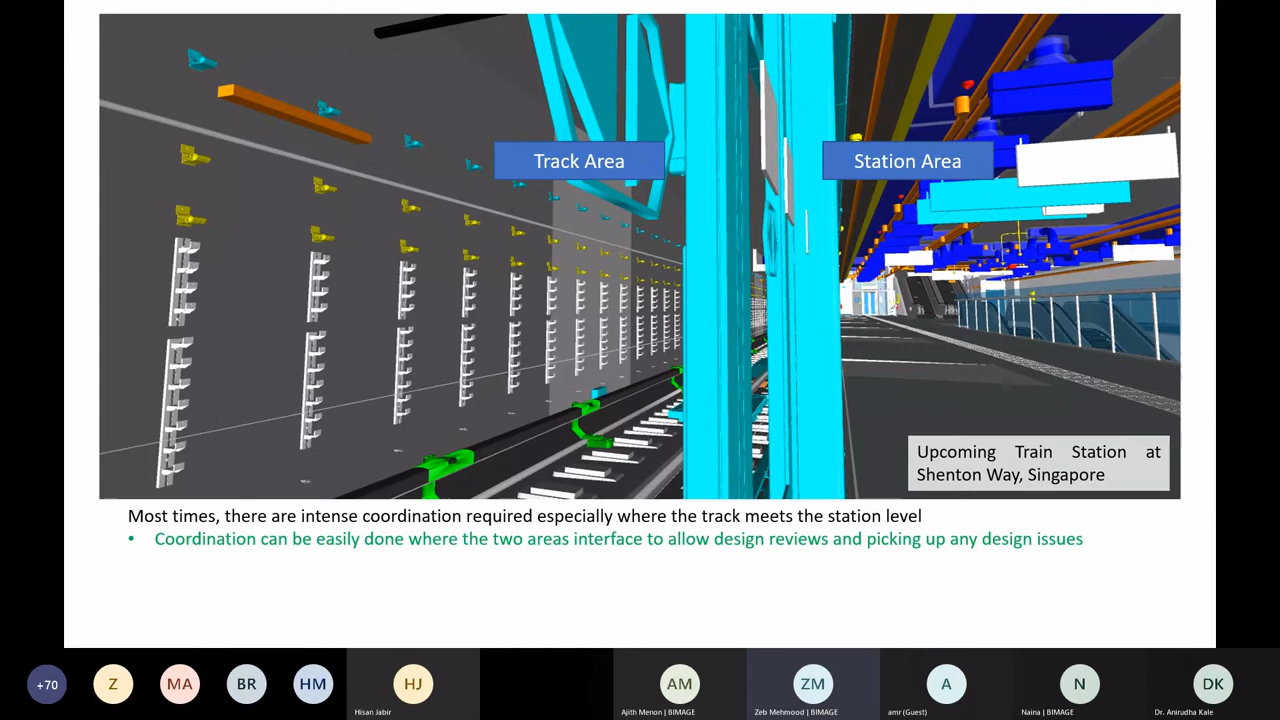 Track Area
Station Area
Upcoming Train Station at
Shenton Way, Singapore
Most times, there are intense coordination required especially where the track meets the station level
• Coordination can be easily done where the two areas interface to allow design reviews and picking up any design issues
+70
Z
MA
BR
HM
HJ
AM
ZM
A
N
DK
Hisan Jabir
Ajith Menon | BIMAGE
Zeb Mehmood | BIMAGE
amr (Guest)
Naina | BIMAGE
Dr. Anirudha Kale